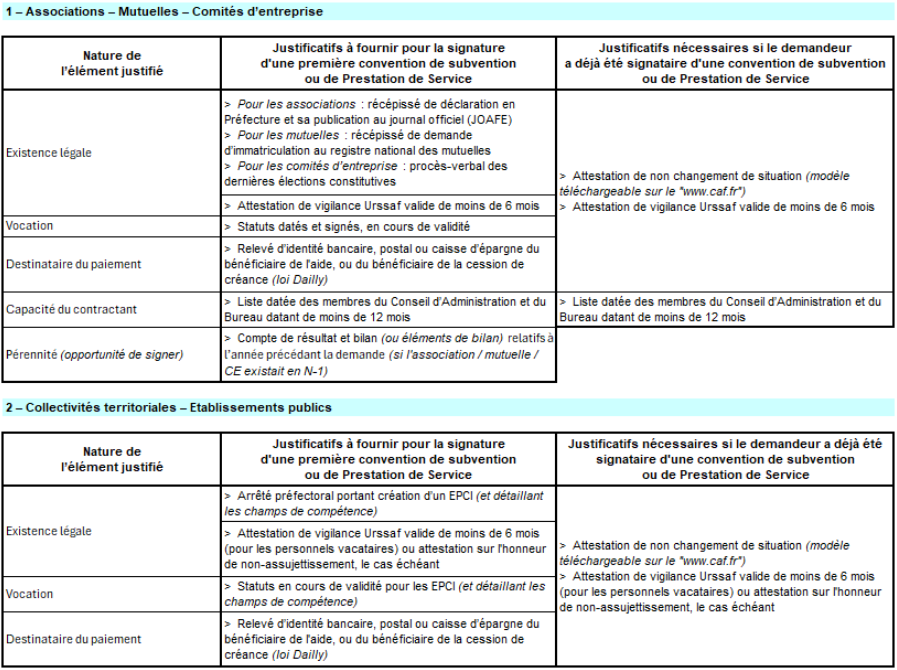 1 – Associations – Mutuelles – Comités d'entreprise
Nature de
l'élément justifié
Justificatifs à fournir pour la signature
d'une première convention de subvention
ou de Prestation de Service
Justificatifs nécessaires si le demandeur
a déjà été signataire d'une convention de subvention
ou de Prestation de Service
Existence légale
> Pour les associations : récépissé de déclaration en
Préfecture et sa publication au journal officiel (JOAFE)
> Pour les mutuelles : récépissé de demande
d'immatriculation au registre national des mutuelles
> Pour les comités d'entreprise : procès-verbal des
dernières élections constitutives
> Attestation de vigilance Urssaf valide de moins de 6 mois
> Attestation de non changement de situation (modèle
téléchargeable sur le "www.caf.fr")
> Attestation de vigilance Urssaf valide de moins de 6 mois
Vocation
> Statuts datés et signés, en cours de validité
Destinataire du paiement
> Relevé d'identité bancaire, postal ou caisse d'épargne du
bénéficiaire de l'aide, ou du bénéficiaire de la cession de
créance (loi Dailly)
Capacité du contractant
> Liste datée des membres du Conseil d'Administration et du
Bureau datant de moins de 12 mois
> Liste datée des membres du Conseil d'Administration et du
Bureau datant de moins de 12 mois
Pérennité (opportunité de signer)
> Compte de résultat et bilan (ou éléments de bilan) relatifs à
l'année précédant la demande (si l'association / mutuelle /
CE existait en N-1)
2 – Collectivités territoriales – Etablissements publics
Nature de
l'élément justifié
Justificatifs à fournir pour la signature
d'une première convention de subvention
ou de Prestation de Service
Justificatifs nécessaires si le demandeur a déjà été
signataire d'une convention de subvention
ou de Prestation de Service
Existence légale
> Arrêté préfectoral portant création d'un EPCI (et détaillant
les champs de compétence)
> Attestation de vigilance Urssaf valide de moins de 6 mois
(pour les personnels vacataires) ou attestation sur l'honneur
de non-assujettissement, le cas échéant
> Attestation de non changement de situation (modèle
téléchargeable sur le "www.caf.fr")
> Attestation de vigilance Urssaf valide de moins de 6 mois
(pour les personnels vacataires) ou attestation sur l'honneur
de non-assujettissement, le cas échéant
Vocation
> Statuts en cours de validité pour les EPCI (et détaillant les
champs de compétence)
Destinataire du paiement
> Relevé d'identité bancaire, postal ou caisse d'épargne du
bénéficiaire de l'aide, ou du bénéficiaire de la cession de
créance (loi Dailly)